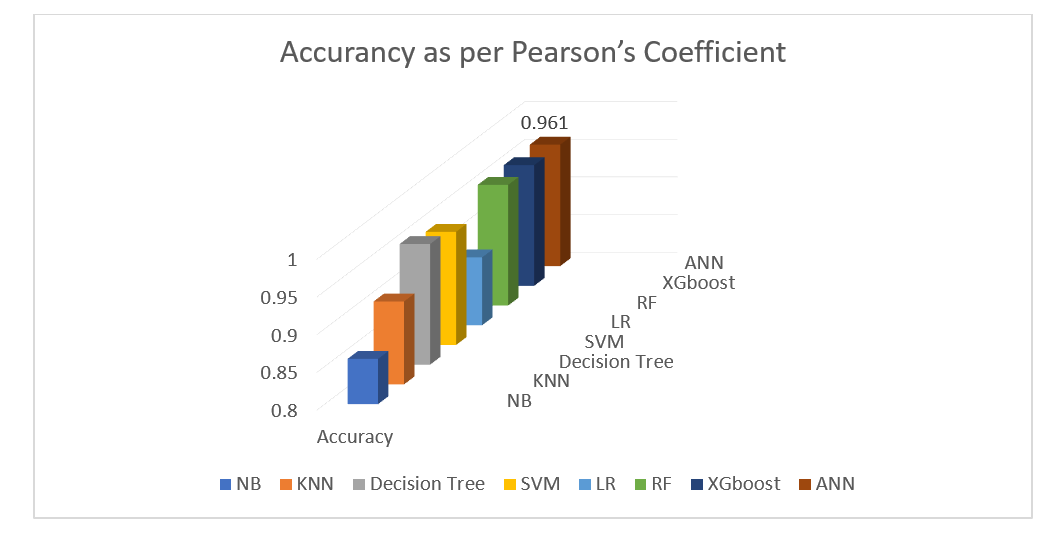 Accurancy as per Pearson's Coefficient
0.961
1
0.95
0.9
0.85
0.8
ANN
XGboost
RF
LR
SVM
Decision Tree
KNN
NB
Accuracy
NB KNN Decision Tree SVM LR RF XGboost ANN